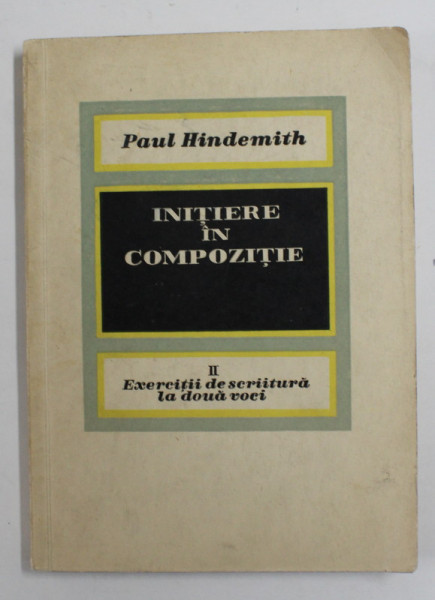 Paul Hindemith
INIȚIERE
ÎN
COMPOZIȚIE
II
Exerciții de scriitură
la două voci